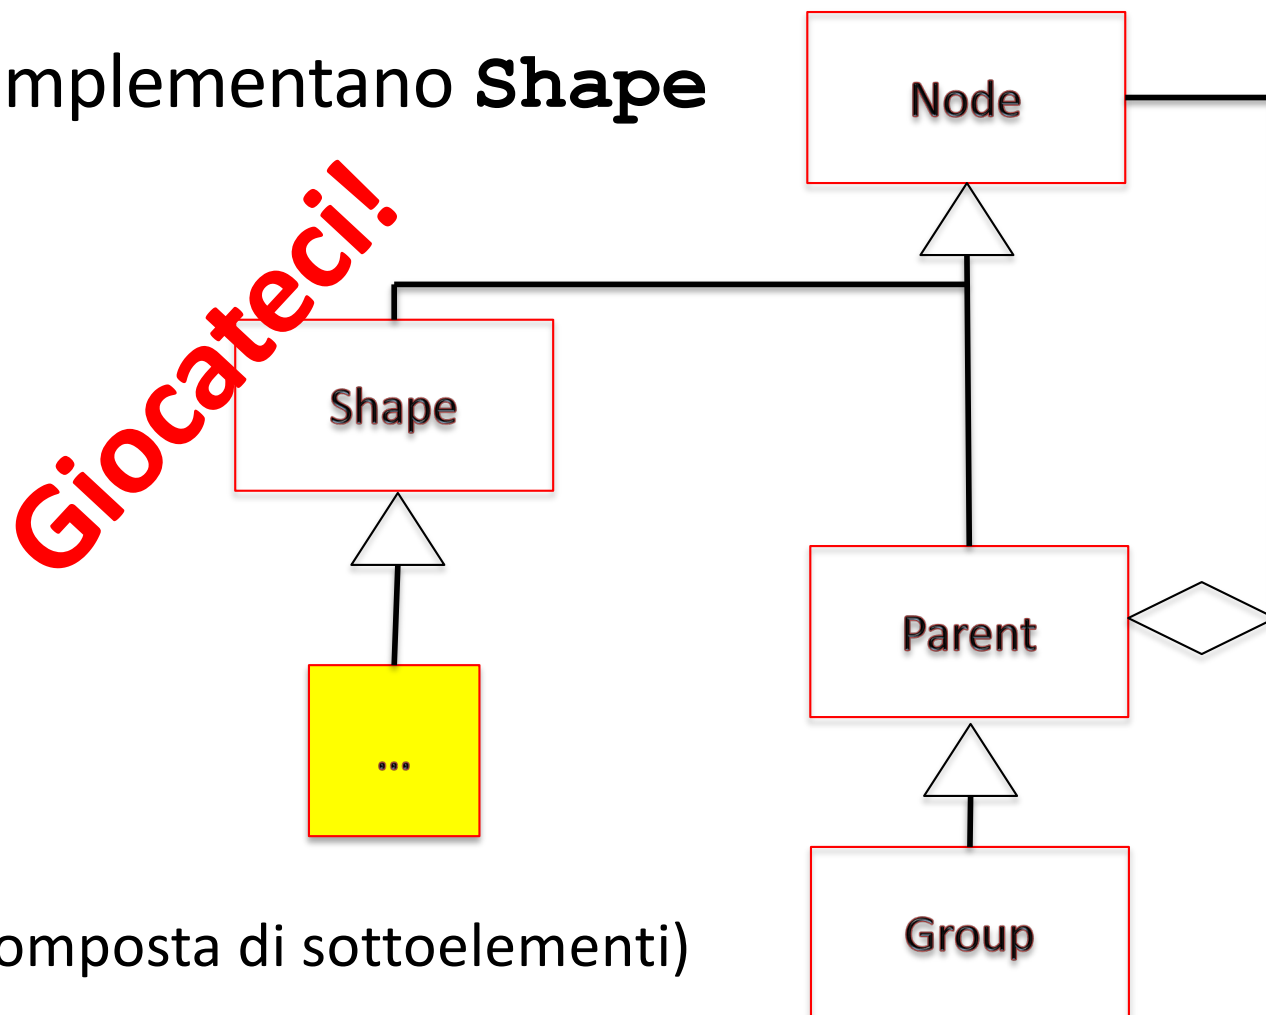 mplementano Shape
Node
Giocateci!
Shape
Parent
...
Group
omposta di sottoelementi)